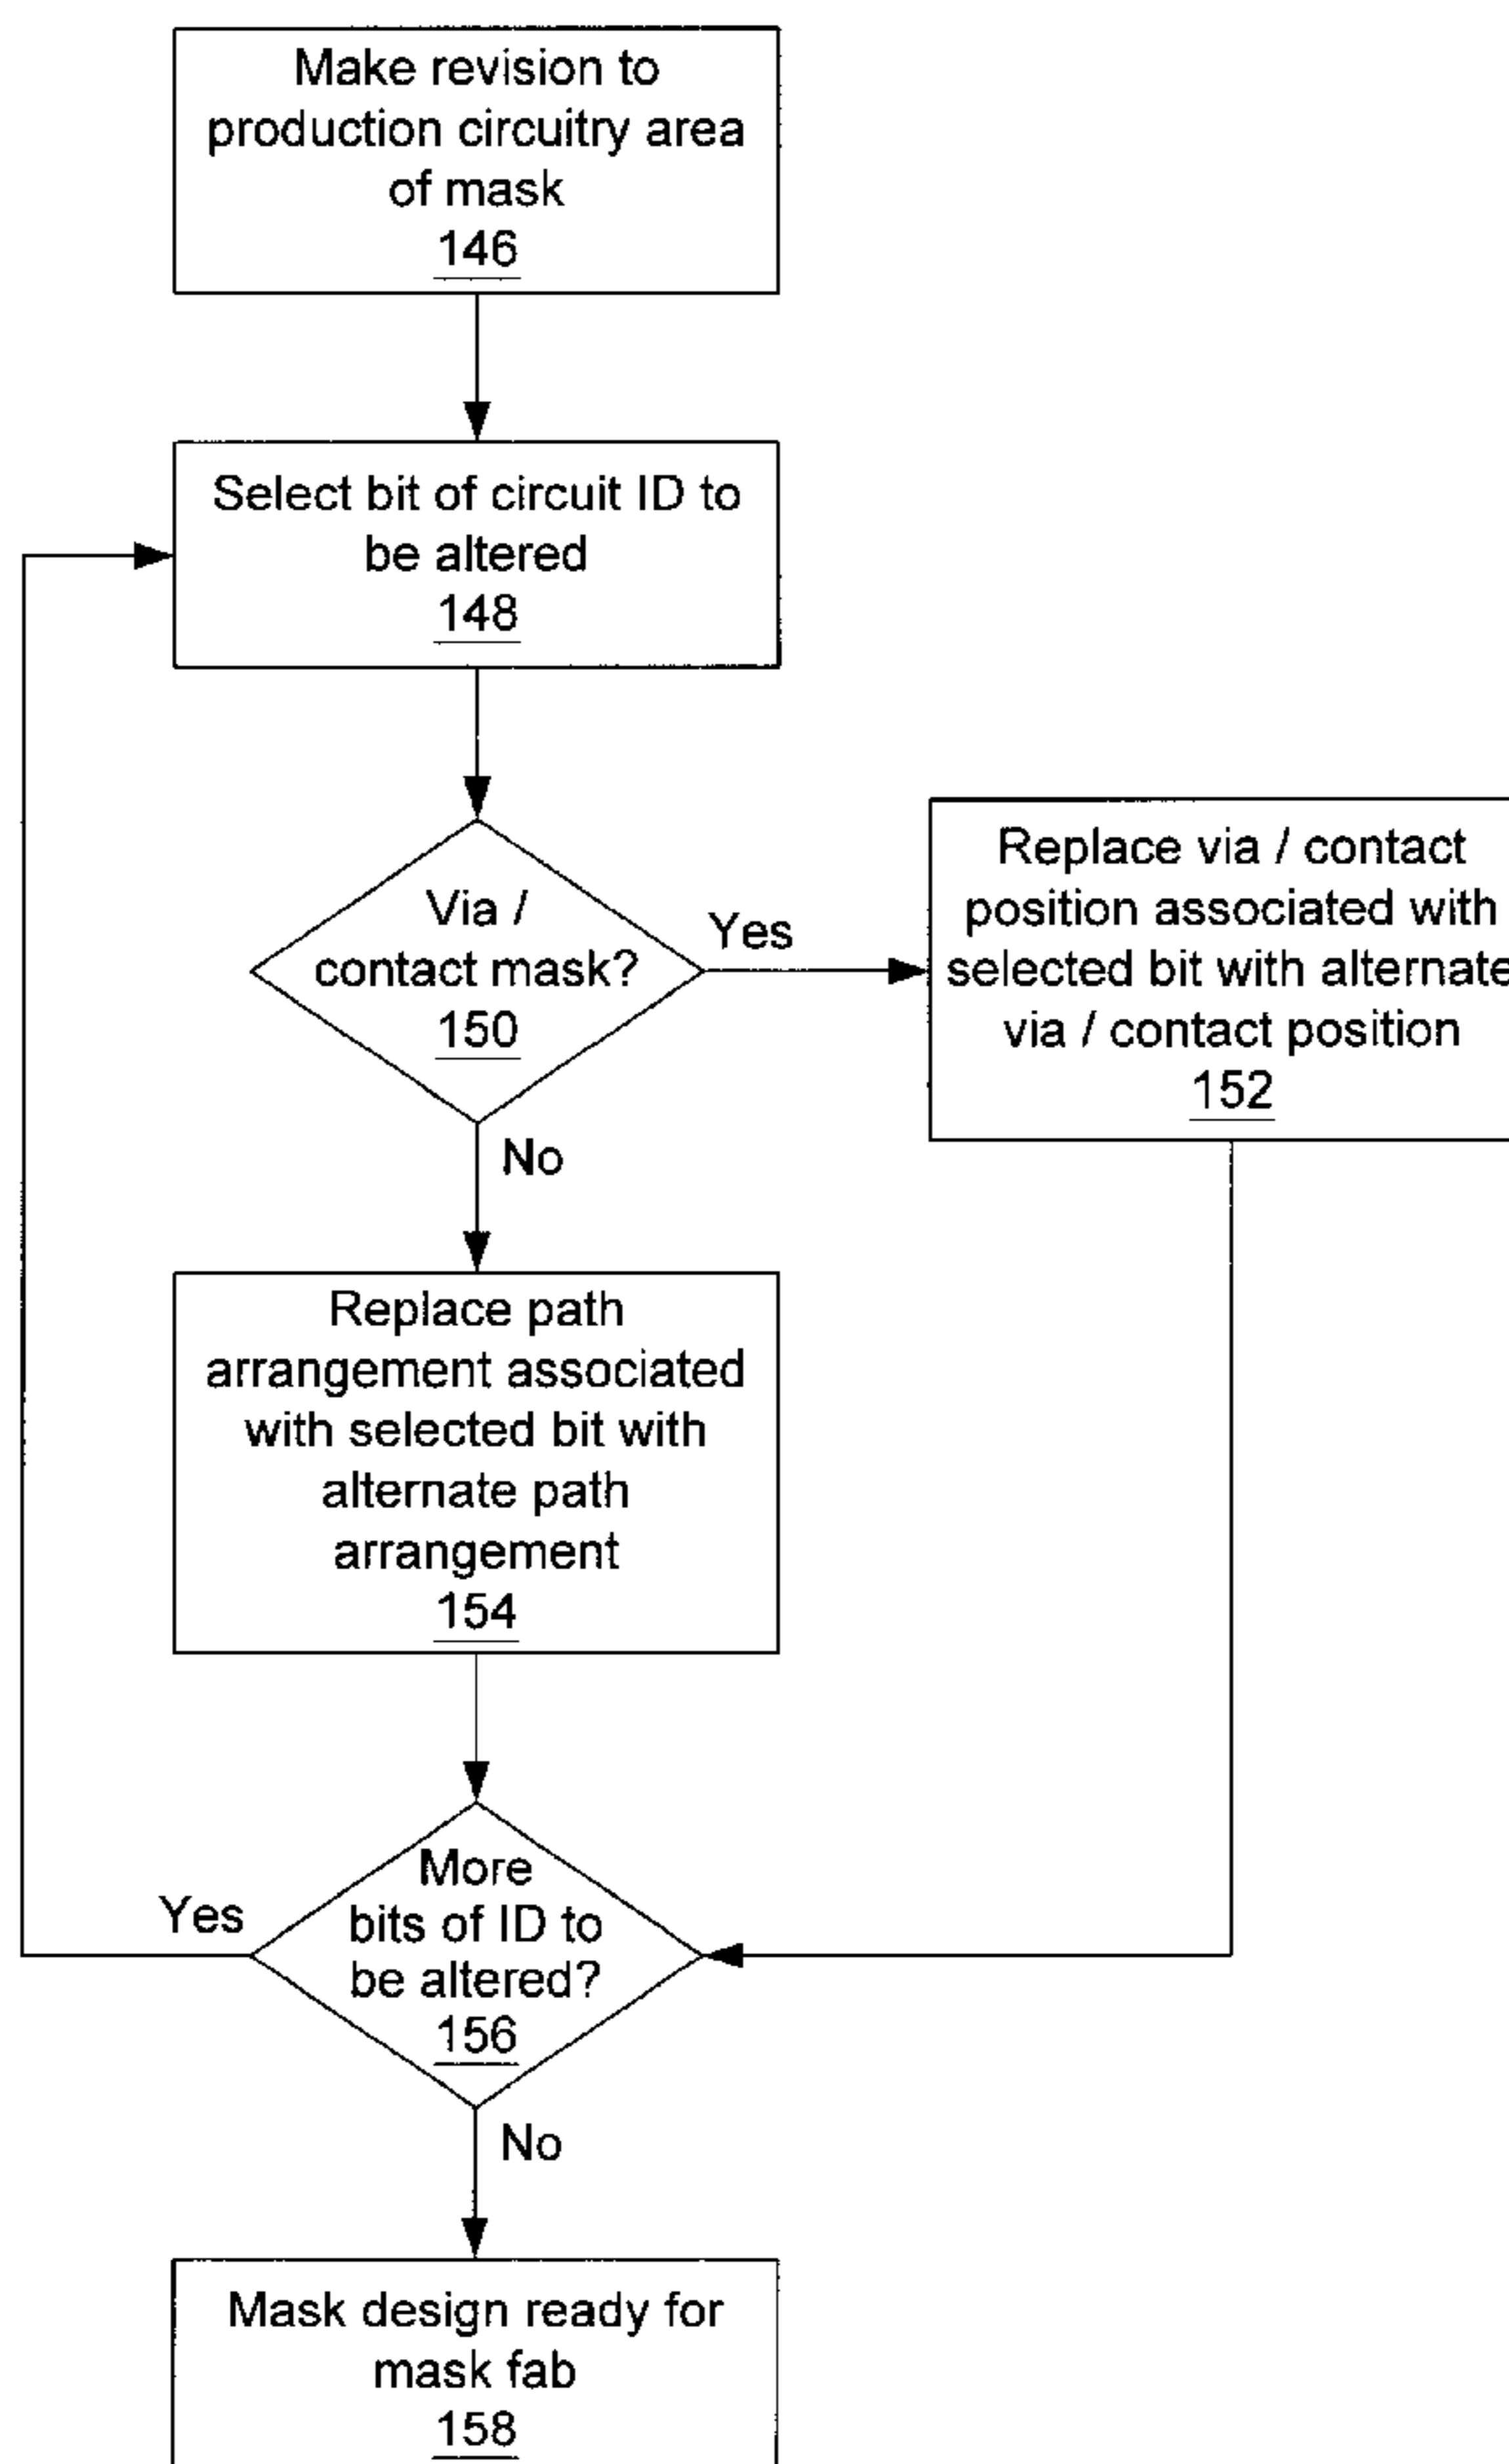 Make revision to
production circuitry area
of mask
146
Select bit of circuit ID to
be altered
148
Via /
contact mask?
150
Yes
Replace via / contact
position associated with
selected bit with alternate
via / contact position
152
No
Replace path
arrangement associated
with selected bit with
alternate path
arrangement
154
More
bits of ID to
be altered?
156
Yes
No
Mask design ready for
mask fab
158